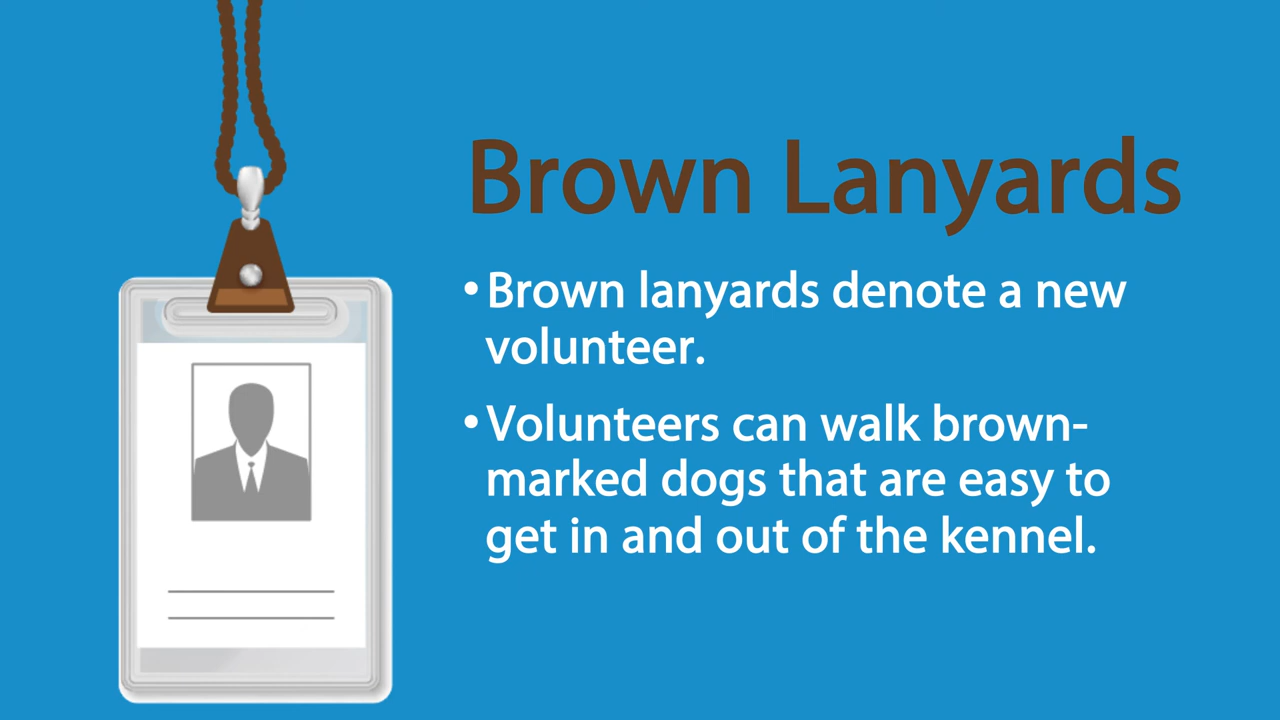 Brown Lanyards
• Brown lanyards denote a new
volunteer.
• Volunteers can walk brown-
marked dogs that are easy to
get in and out of the kennel.